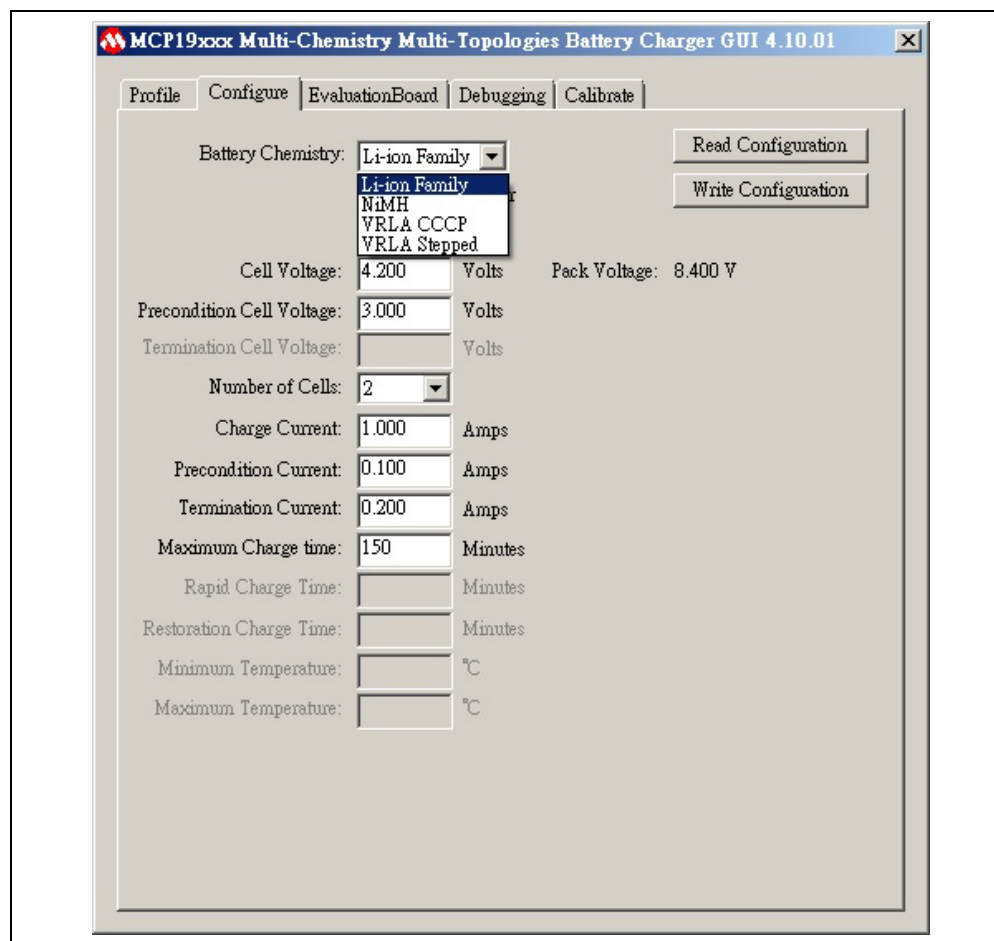 MCP19xxx Multi-Chemistry Multi-Topologies Battery Charger GUI 4.10.01
Profile Configure EvaluationBoard Debugging Calibrate
Battery Chemistry: Li-ion Family Read Configuration
Li-ion Family Write Configuration
NiMH
VRLA CCCP
VRLA Stepped
Cell Voltage: 4.200 Volts Pack Voltage: 8.400 V
Precondition Cell Voltage: 3.000 Volts
Termination Cell Voltage: Volts
Number of Cells: 2
Charge Current: 1.000 Amps
Precondition Current: 0.100 Amps
Termination Current: 0.200 Amps
Maximum Charge time: 150 Minutes
Rapid Charge Time: Minutes
Restoration Charge Time: Minutes
Minimum Temperature: °C
Maximum Temperature: °C